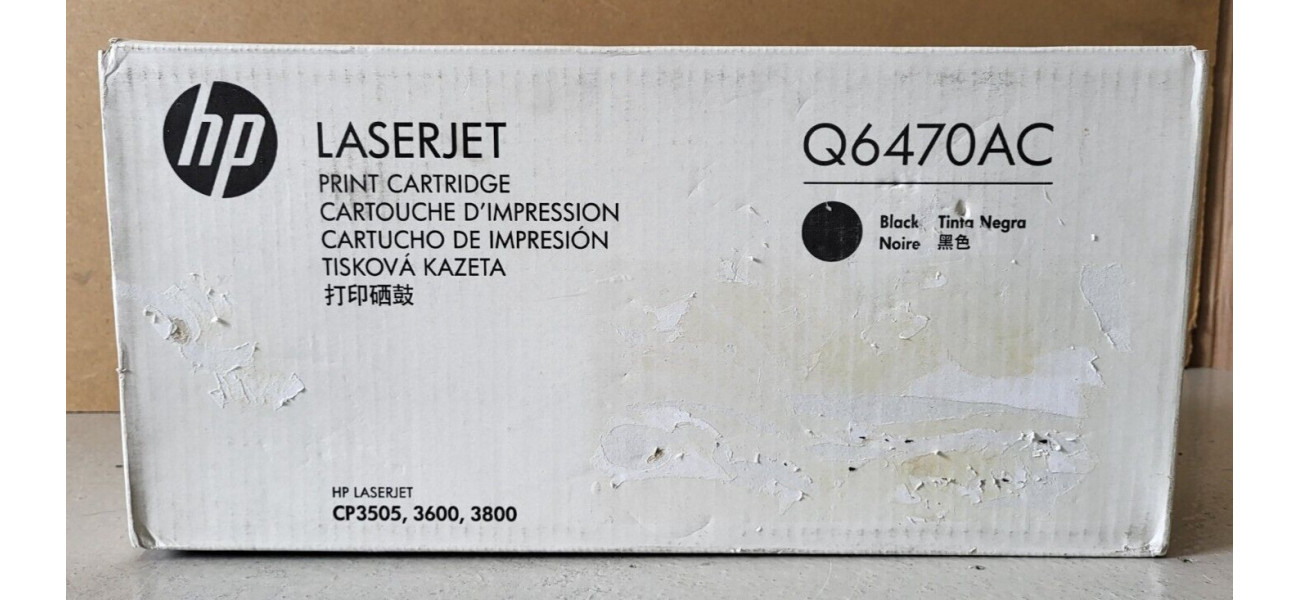 hp
LASERJET
PRINT CARTRIDGE
CARTOUCHE D'IMPRESSION
CARTUCHO DE IMPRESIÓN
TISKOVÁ KAZETA
打印硒鼓
Q6470AC
Black Tinta Negra
Noire 黑色
HP LASERJET
CP3505, 3600, 3800